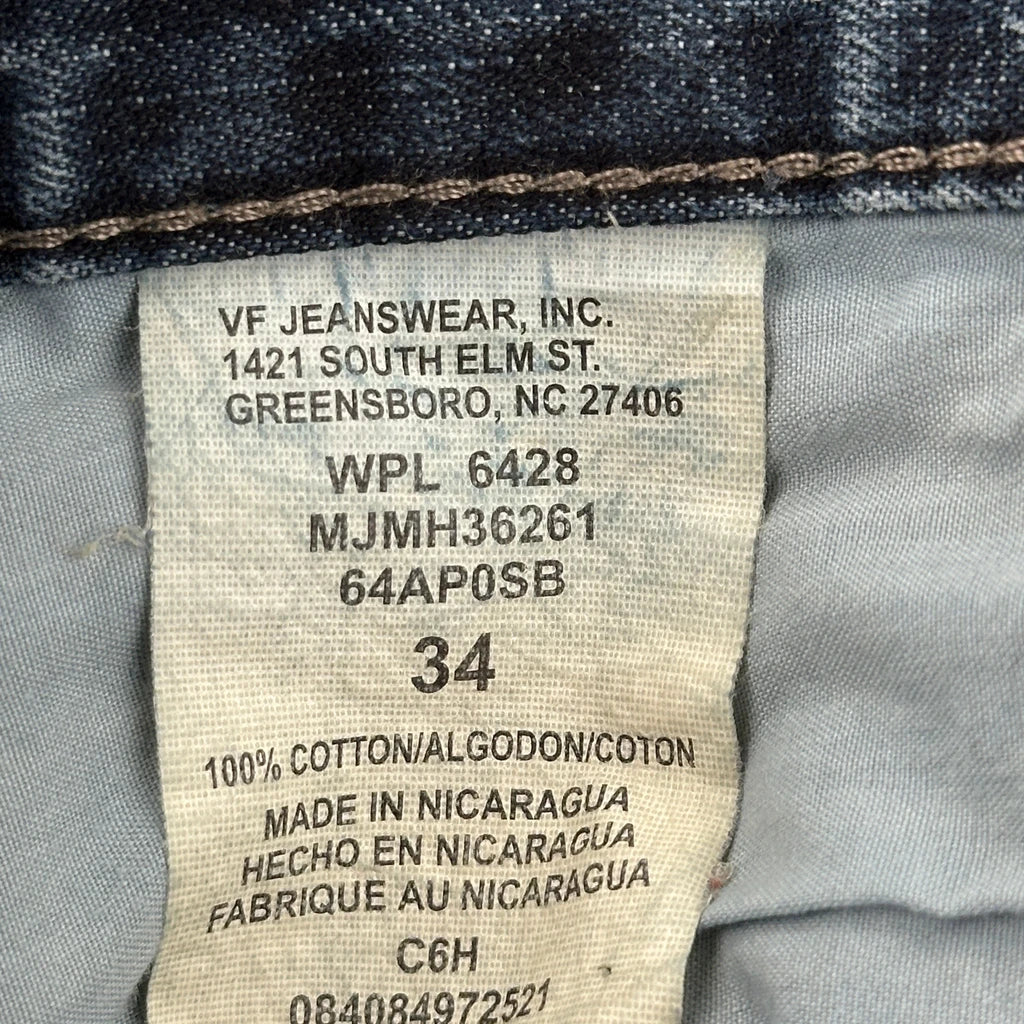 VF JEANSWEAR, INC.
1421 SOUTH ELM ST.
GREENSBORO, NC 27406
WPL 6428
MJMH36261
64AP0SB
34
100% COTTON/ALGODON/COTON
MADE IN NICARAGUA
HECHO EN NICARAGUA
FABRIQUE AU NICARAGUA
C6H
084084972521